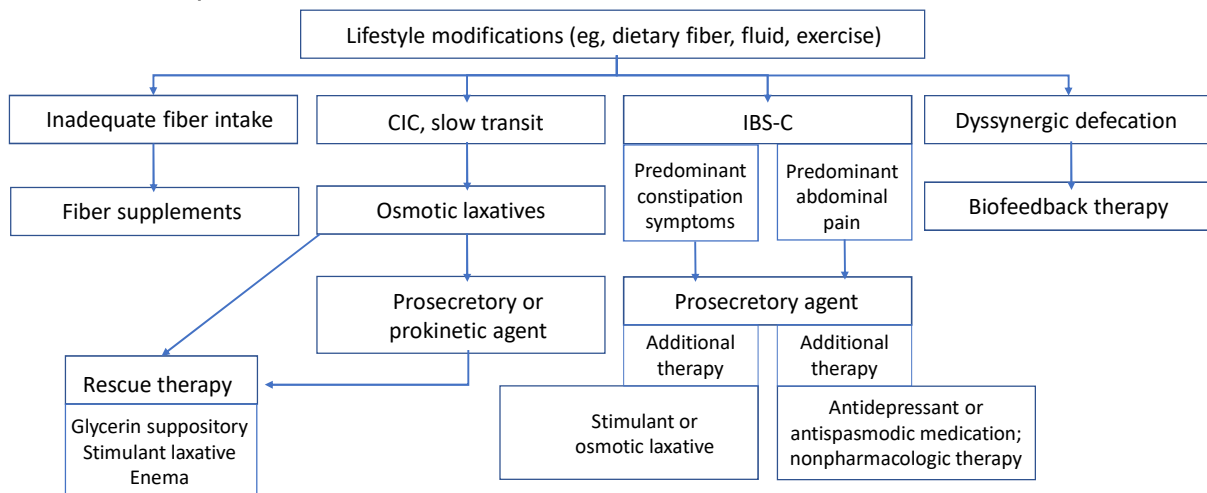 Lifestyle modifications (eg, dietary fiber, fluid, exercise)
Inadequate fiber intake
CIC, slow transit
IBS-C
Dyssynergic defecation
Predominant
constipation
symptoms
Predominant
abdominal
pain
Fiber supplements
Osmotic laxatives
Biofeedback therapy
Prosecretory or
prokinetic agent
Prosecretory agent
Additional
therapy
Additional
therapy
Rescue therapy
Glycerin suppository
Stimulant laxative
Enema
Stimulant or
osmotic laxative
Antidepressant or
antispasmodic medication;
nonpharmacologic therapy